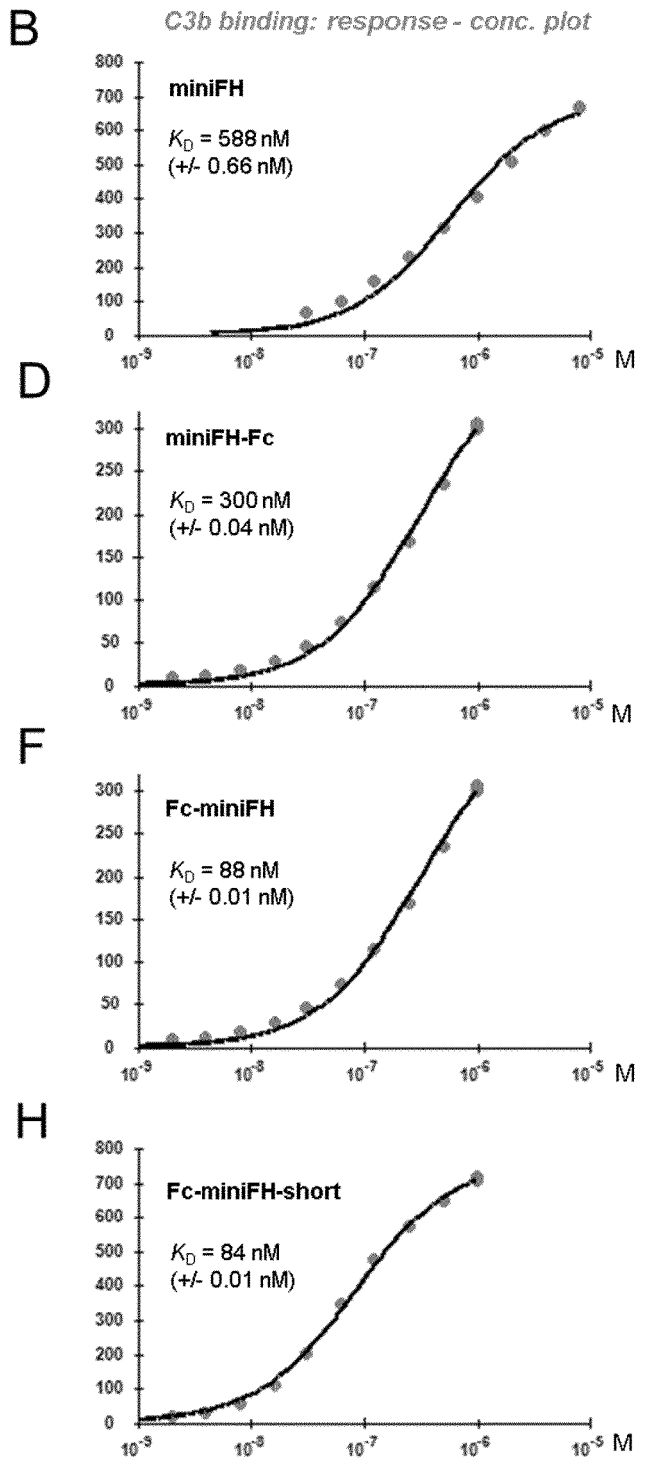 B
C3b binding: response - conc. plot
800
700
600
500
400
300
200
100
0
miniFH
KD = 588 nM
(+/- 0.66 nM)
10-9 10-8 10-7 10-6 10-5 M
D
300
250
200
150
100
50
0
miniFH-Fc
KD = 300 nM
(+/- 0.04 nM)
10-9 10-8 10-7 10-6 10-5 M
F
300
250
200
150
100
50
0
Fc-miniFH
KD = 88 nM
(+/- 0.01 nM)
10-9 10-8 10-7 10-6 10-5 M
H
800
700
600
500
400
300
200
100
0
Fc-miniFH-short
KD = 84 nM
(+/- 0.01 nM)
10-9 10-8 10-7 10-6 10-5 M